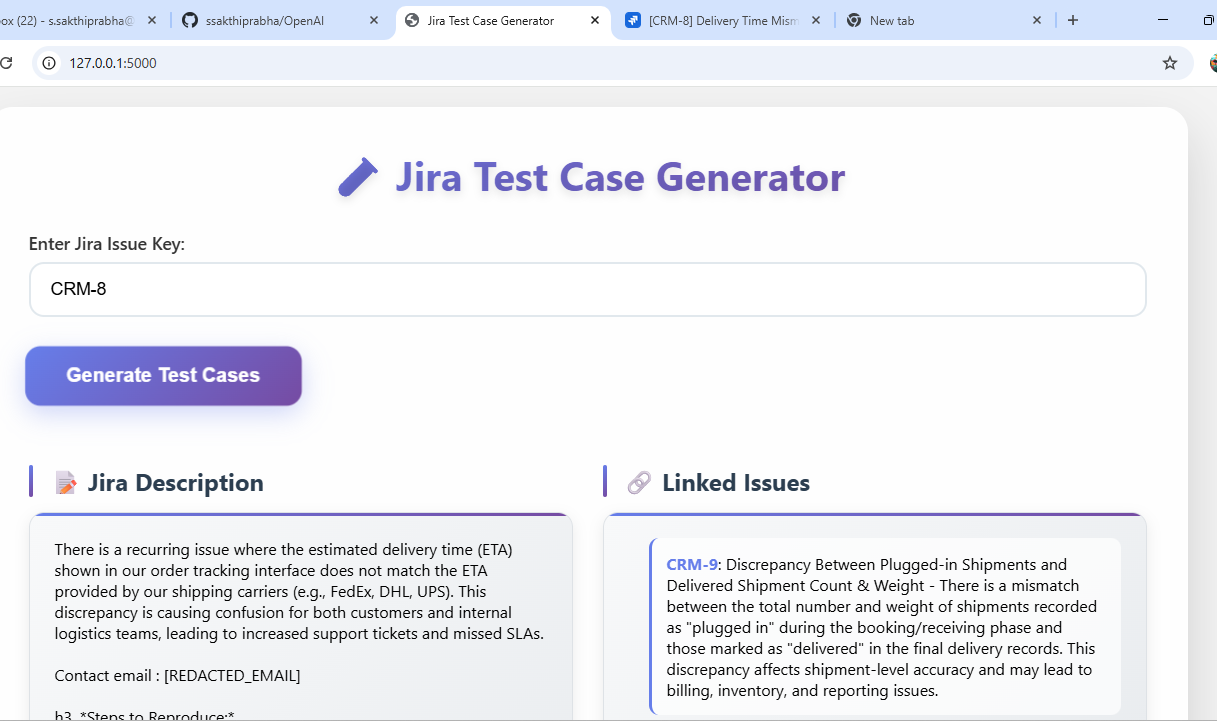 ox (22) - s.sakthiprabha@
ssakthiprabha/OpenAI
Jira Test Case Generator
[CRM-8] Delivery Time Mism
New tab
127.0.0.1:5000
Jira Test Case Generator
Enter Jira Issue Key:
CRM-8
Generate Test Cases
Jira Description
There is a recurring issue where the estimated delivery time (ETA)
shown in our order tracking interface does not match the ETA
provided by our shipping carriers (e.g., FedEx, DHL, UPS). This
discrepancy is causing confusion for both customers and internal
logistics teams, leading to increased support tickets and missed SLAs.
Contact email : [REDACTED_EMAIL]
h3. *Steps to Reproduce:*
Linked Issues
CRM-9: Discrepancy Between Plugged-in Shipments and
Delivered Shipment Count & Weight - There is a mismatch
between the total number and weight of shipments recorded
as "plugged in" during the booking/receiving phase and
those marked as "delivered" in the final delivery records. This
discrepancy affects shipment-level accuracy and may lead to
billing, inventory, and reporting issues.